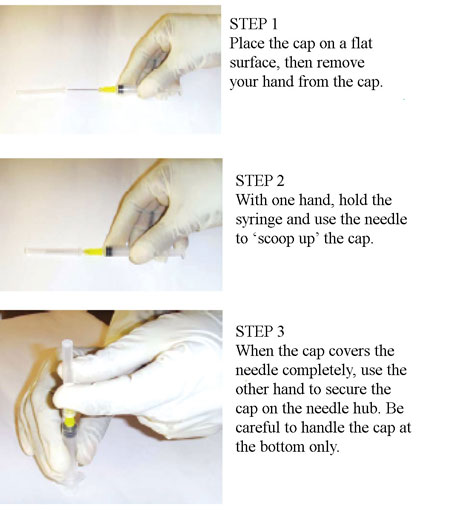 STEP 1
Place the cap on a flat
surface, then remove
your hand from the cap.
STEP 2
With one hand, hold the
syringe and use the needle
to ‘scoop up’ the cap.
STEP 3
When the cap covers the
needle completely, use the
other hand to secure the
cap on the needle hub. Be
careful to handle the cap at
the bottom only.